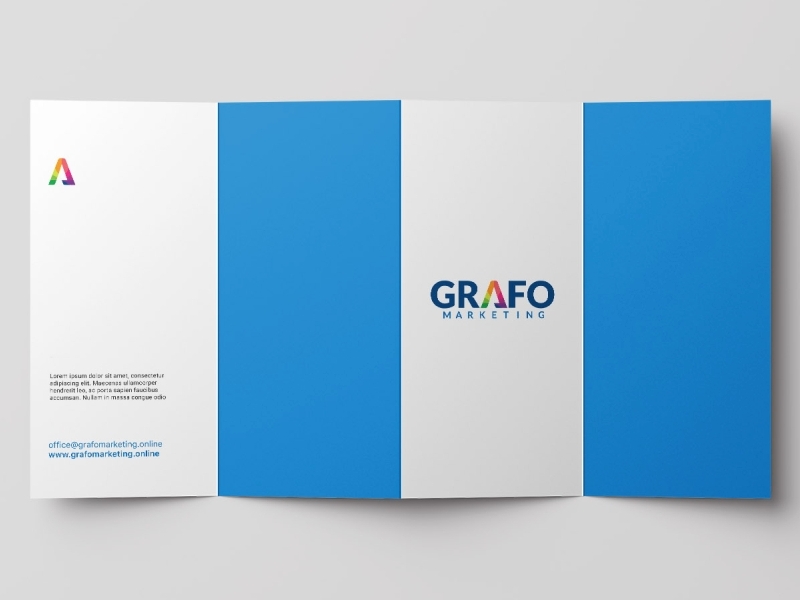 GRAFO
MARKETING
Lorem ipsum dolor sit amet, consectetur
adipiscing elit. Maecenas ullamcorper
hendrerit leo, ac porta sapien faucibus
accumsan. Nullam in massa congue odio
office@grafomarketing.online
www.grafomarketing.online